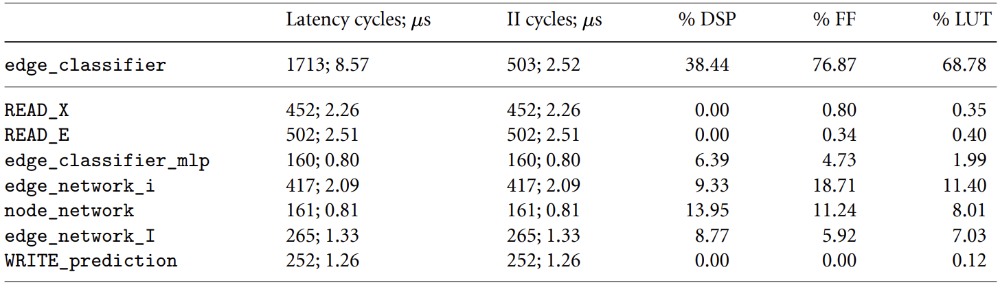 Latency cycles; μs II cycles; μs % DSP % FF % LUT
edge_classifier 1713; 8.57 503; 2.52 38.44 76.87 68.78
READ_X 452; 2.26 452; 2.26 0.00 0.80 0.35
READ_E 502; 2.51 502; 2.51 0.00 0.34 0.40
edge_classifier_mlp 160; 0.80 160; 0.80 6.39 4.73 1.99
edge_network_i 417; 2.09 417; 2.09 9.33 18.71 11.40
node_network 161; 0.81 161; 0.81 13.95 11.24 8.01
edge_network_I 265; 1.33 265; 1.33 8.77 5.92 7.03
WRITE_prediction 252; 1.26 252; 1.26 0.00 0.00 0.12